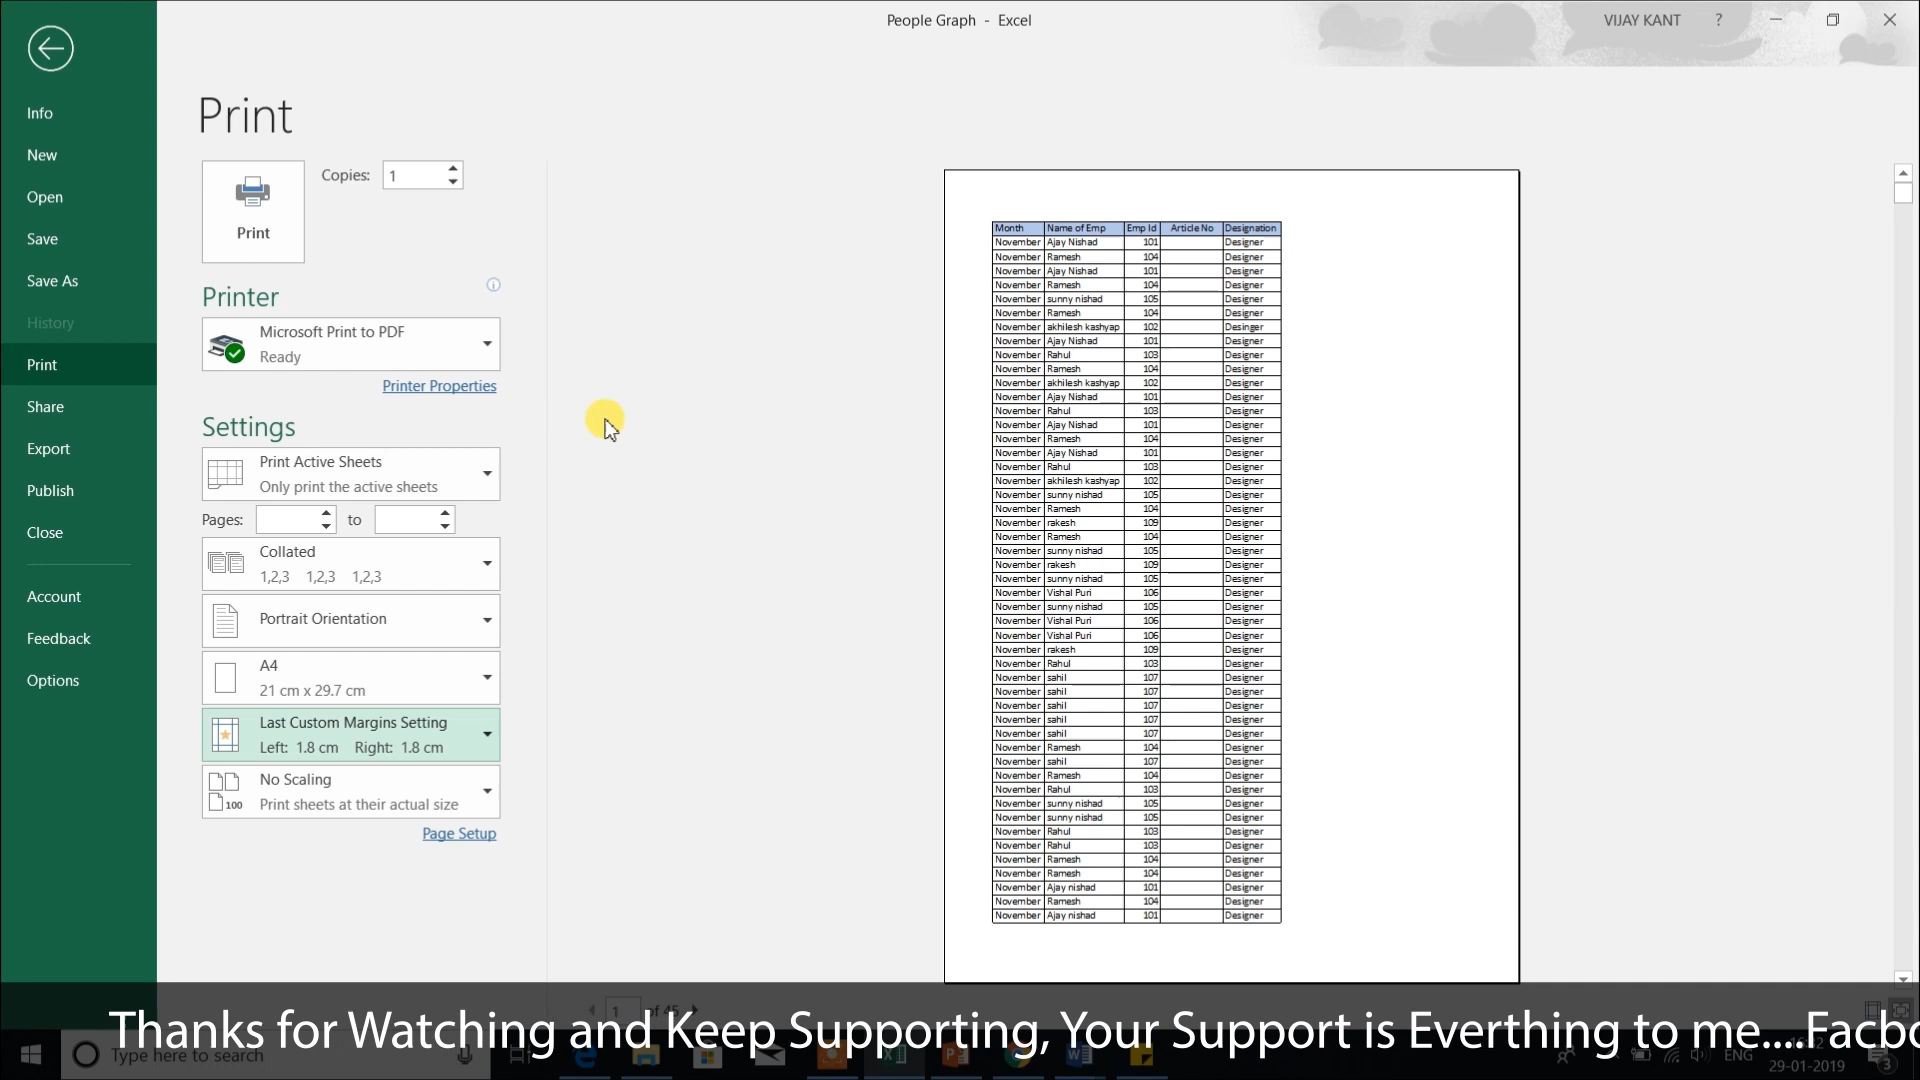 People Graph - Excel
VIJAY KANT ?
Info
New
Open
Save
Save As
History
Print
Share
Export
Publish
Close
Account
Feedback
Options
Print
Print
Copies: 1
Printer
Microsoft Print to PDF
Ready
Printer Properties
Settings
Print Active Sheets
Only print the active sheets
Pages: to
Collated
1,2,3 1,2,3 1,2,3
Portrait Orientation
A4
21 cm x 29.7 cm
Last Custom Margins Setting
Left: 1.8 cm Right: 1.8 cm
No Scaling
100
Print sheets at their actual size
Page Setup
Month Name of Emp Emp Id Article No Designation
November Ajay Nishad 101 Designer
November Ramesh 104 Designer
November Ajay Nishad 101 Designer
November Ramesh 104 Designer
November sunny nishad 105 Designer
November Ramesh 104 Designer
November akhilesh kashyap 102 Desinger
November Ajay Nishad 101 Designer
November Rahul 103 Designer
November Ramesh 104 Designer
November akhilesh kashyap 102 Designer
November Ajay Nishad 101 Designer
November Rahul 103 Designer
November Ajay Nishad 101 Designer
November Ramesh 104 Designer
November Ajay Nishad 101 Designer
November Rahul 103 Designer
November akhilesh kashyap 102 Designer
November sunny nishad 105 Designer
November Ramesh 104 Designer
November rakesh 109 Designer
November Ramesh 104 Designer
November sunny nishad 105 Designer
November rakesh 109 Designer
November sunny nishad 105 Designer
November Vishal Puri 106 Designer
November sunny nishad 105 Designer
November Vishal Puri 106 Designer
November Vishal Puri 106 Designer
November rakesh 109 Designer
November Rahul 103 Designer
November sahil 107 Designer
November sahil 107 Designer
November sahil 107 Designer
November sahil 107 Designer
November sahil 107 Designer
November Ramesh 104 Designer
November sahil 107 Designer
November Ramesh 104 Designer
November Rahul 103 Designer
November sunny nishad 105 Designer
November sunny nishad 105 Designer
November Rahul 103 Designer
November Rahul 103 Designer
November Ramesh 104 Designer
November Ramesh 104 Designer
November Ajay nishad 101 Designer
November Ramesh 104 Designer
November Ajay nishad 101 Designer
1 of 45
Thanks for Watching and Keep Supporting, Your Support is Everthing to me.... Facbo
Type here to search
ENG
29-01-2019
3